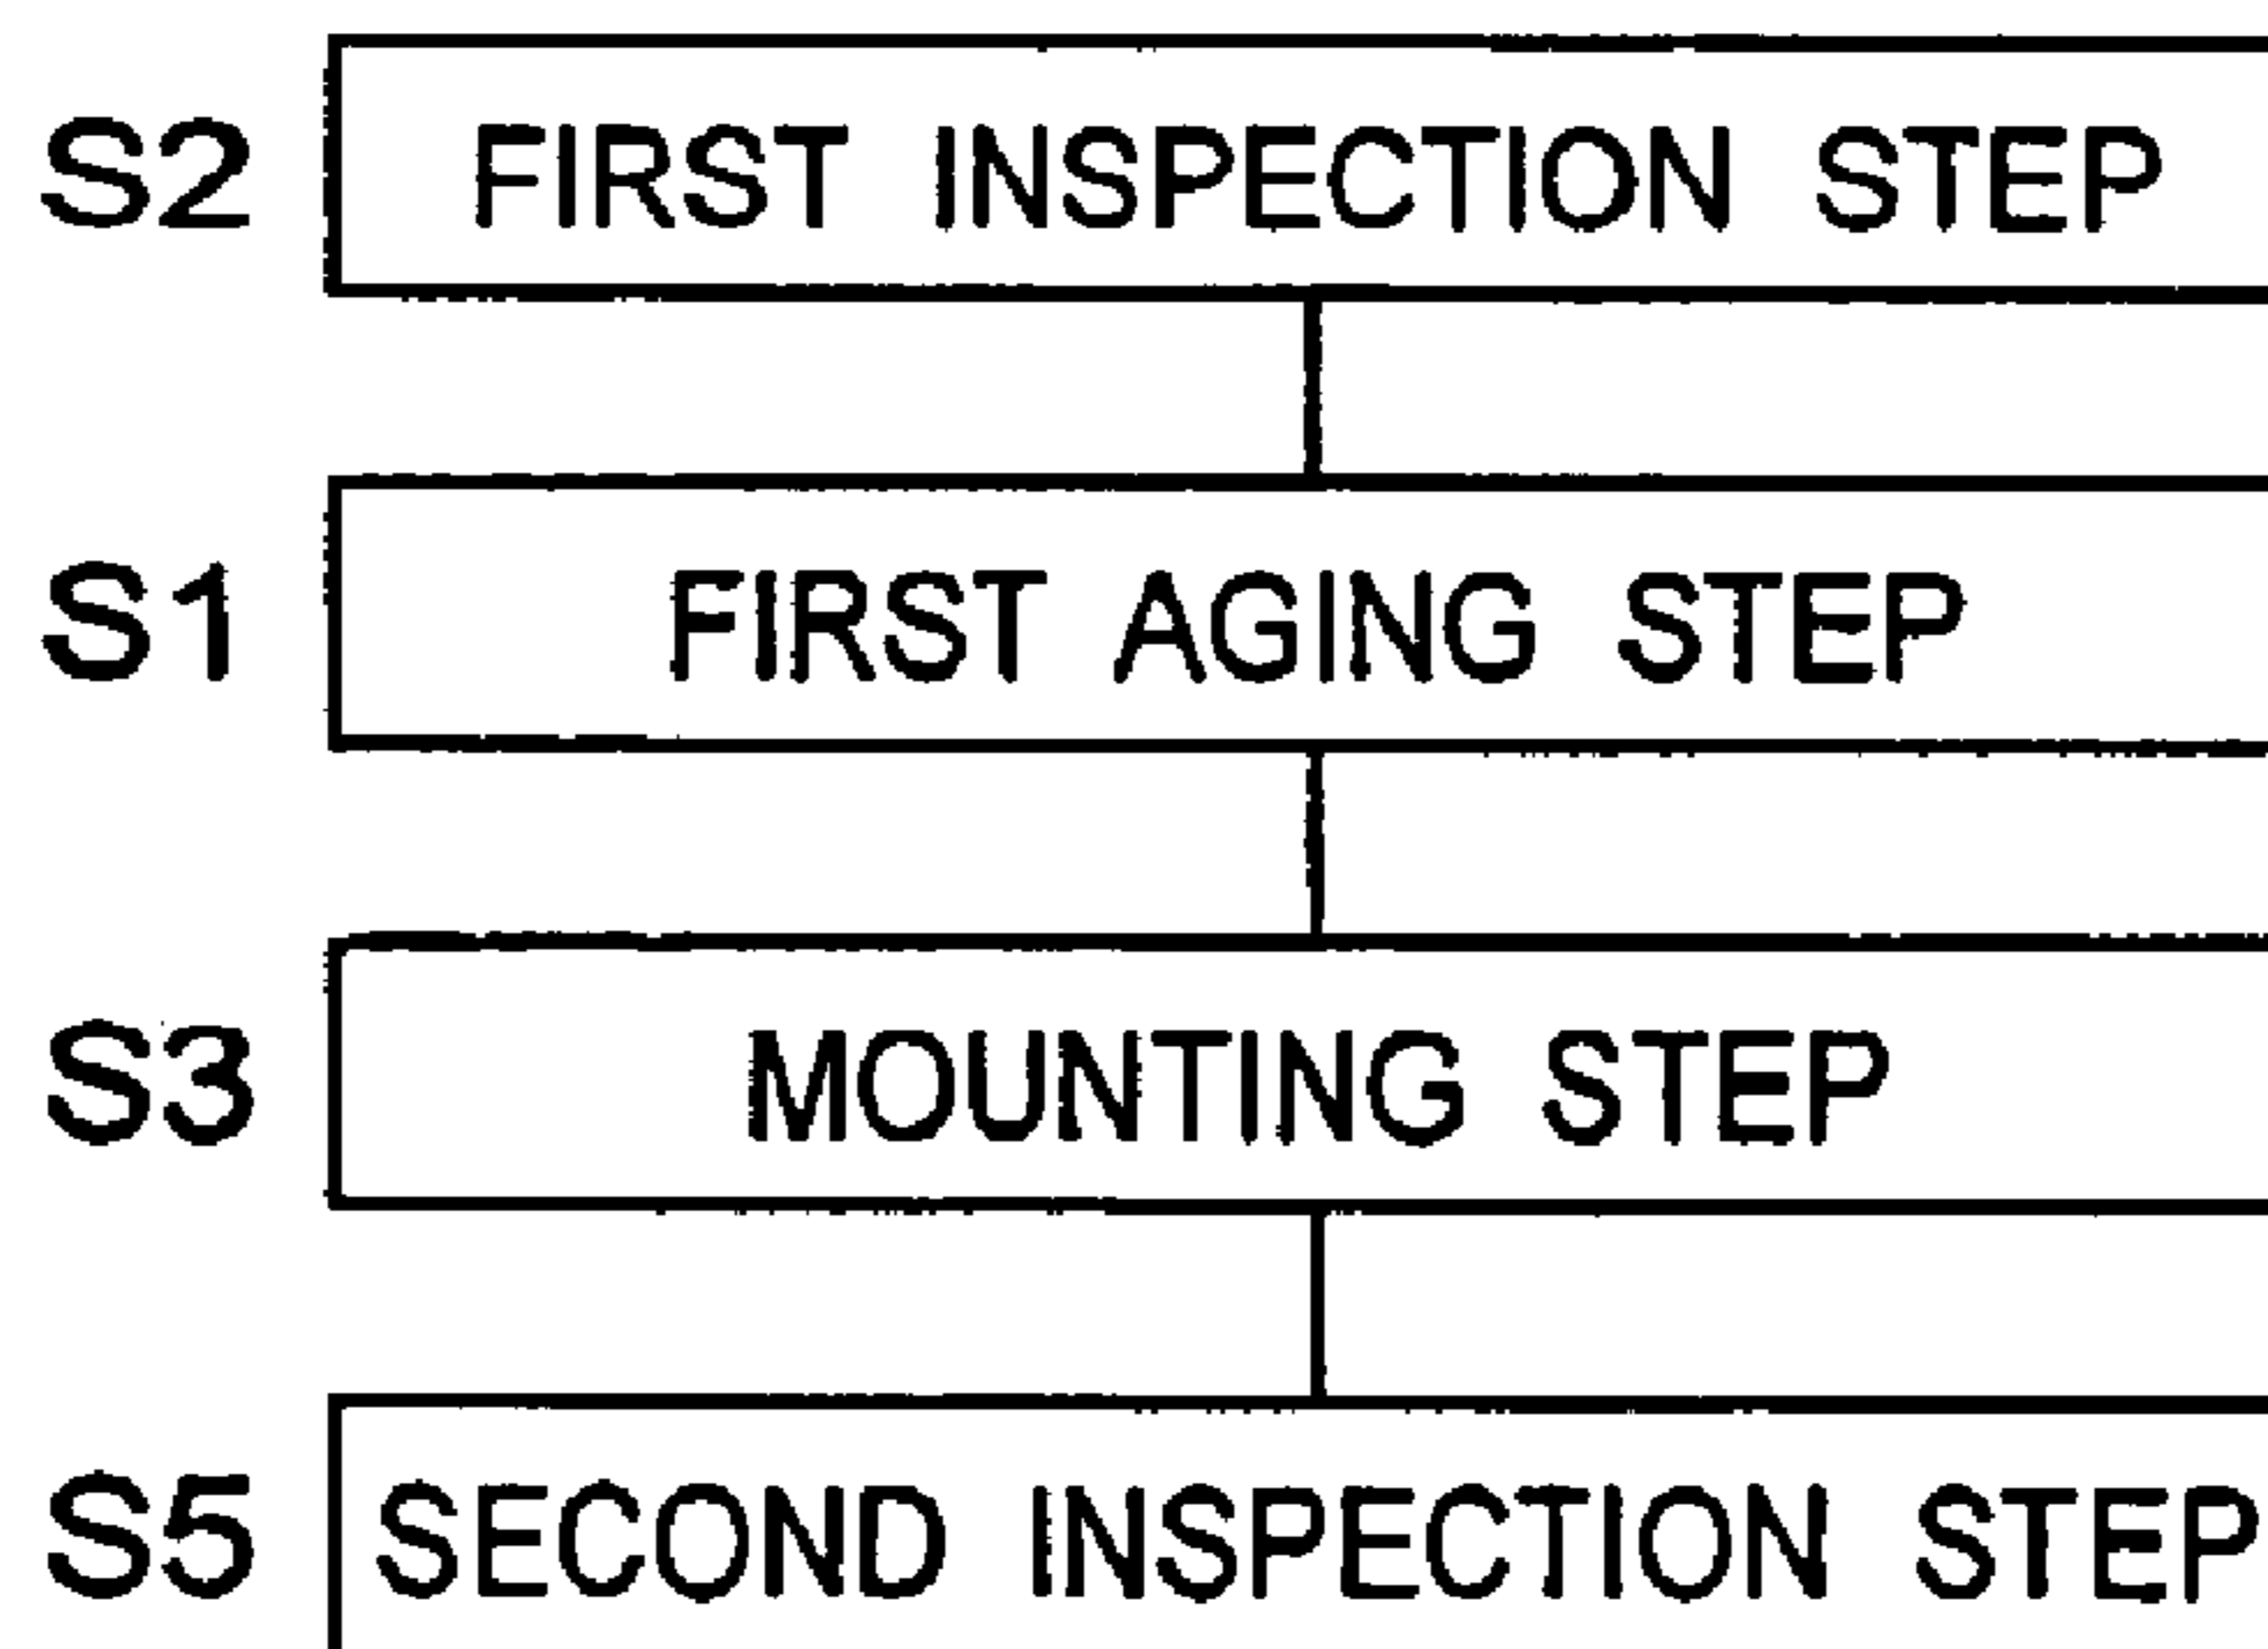 S2 FIRST INSPECTION STEP
S1 FIRST AGING STEP
S3 MOUNTING STEP
S5 SECOND INSPECTION STEP